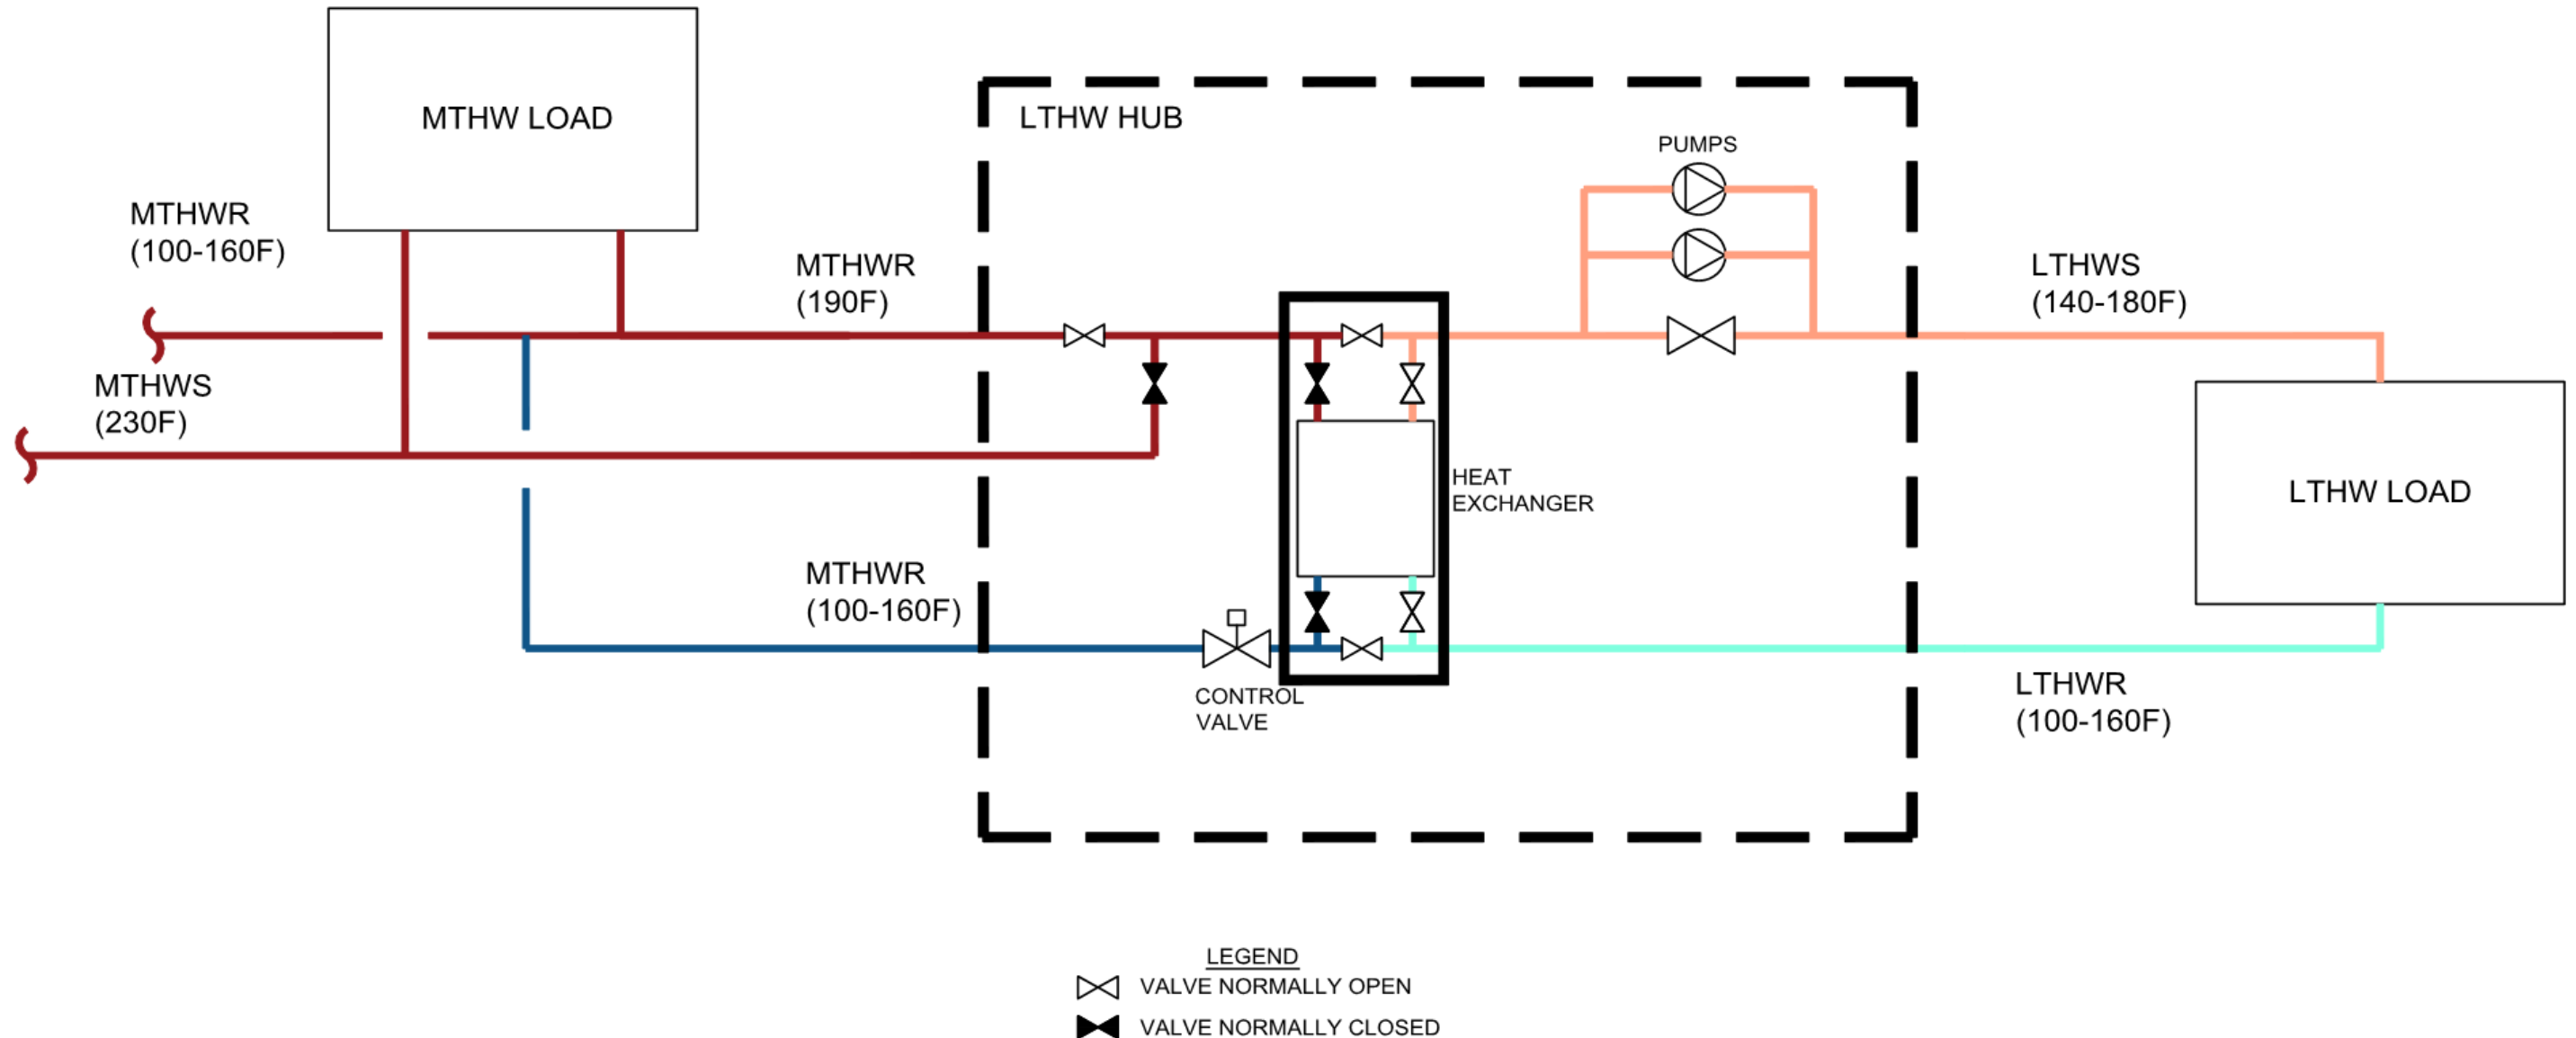 MTHW LOAD
LTHW HUB
PUMPS
MTHWR
(100-160F)
MTHWR
(190F)
LTHWS
(140-180F)
MTHWS
(230F)
HEAT
EXCHANGER
LTHW LOAD
MTHWR
(100-160F)
CONTROL
VALVE
LTHWR
(100-160F)
LEGEND
VALVE NORMALLY OPEN
VALVE NORMALLY CLOSED